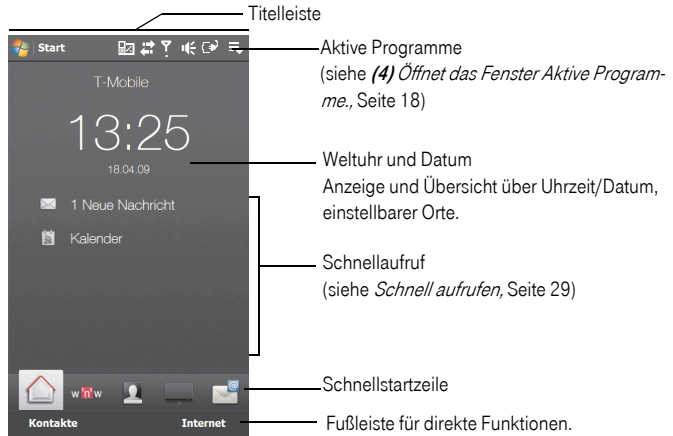 Titelleiste
Start
Aktive Programme
(siehe (4) Öffnet das Fenster Aktive Program-
me., Seite 18)
T-Mobile
13:25
18.04.09
Weltuhr und Datum
Anzeige und Übersicht über Uhrzeit/Datum,
einstellbarer Orte.
1 Neue Nachricht
Kalender
Schnellaufruf
(siehe Schnell aufrufen, Seite 29)
w'n'w
Schnellstartzeile
Kontakte
Internet
Fußleiste für direkte Funktionen.